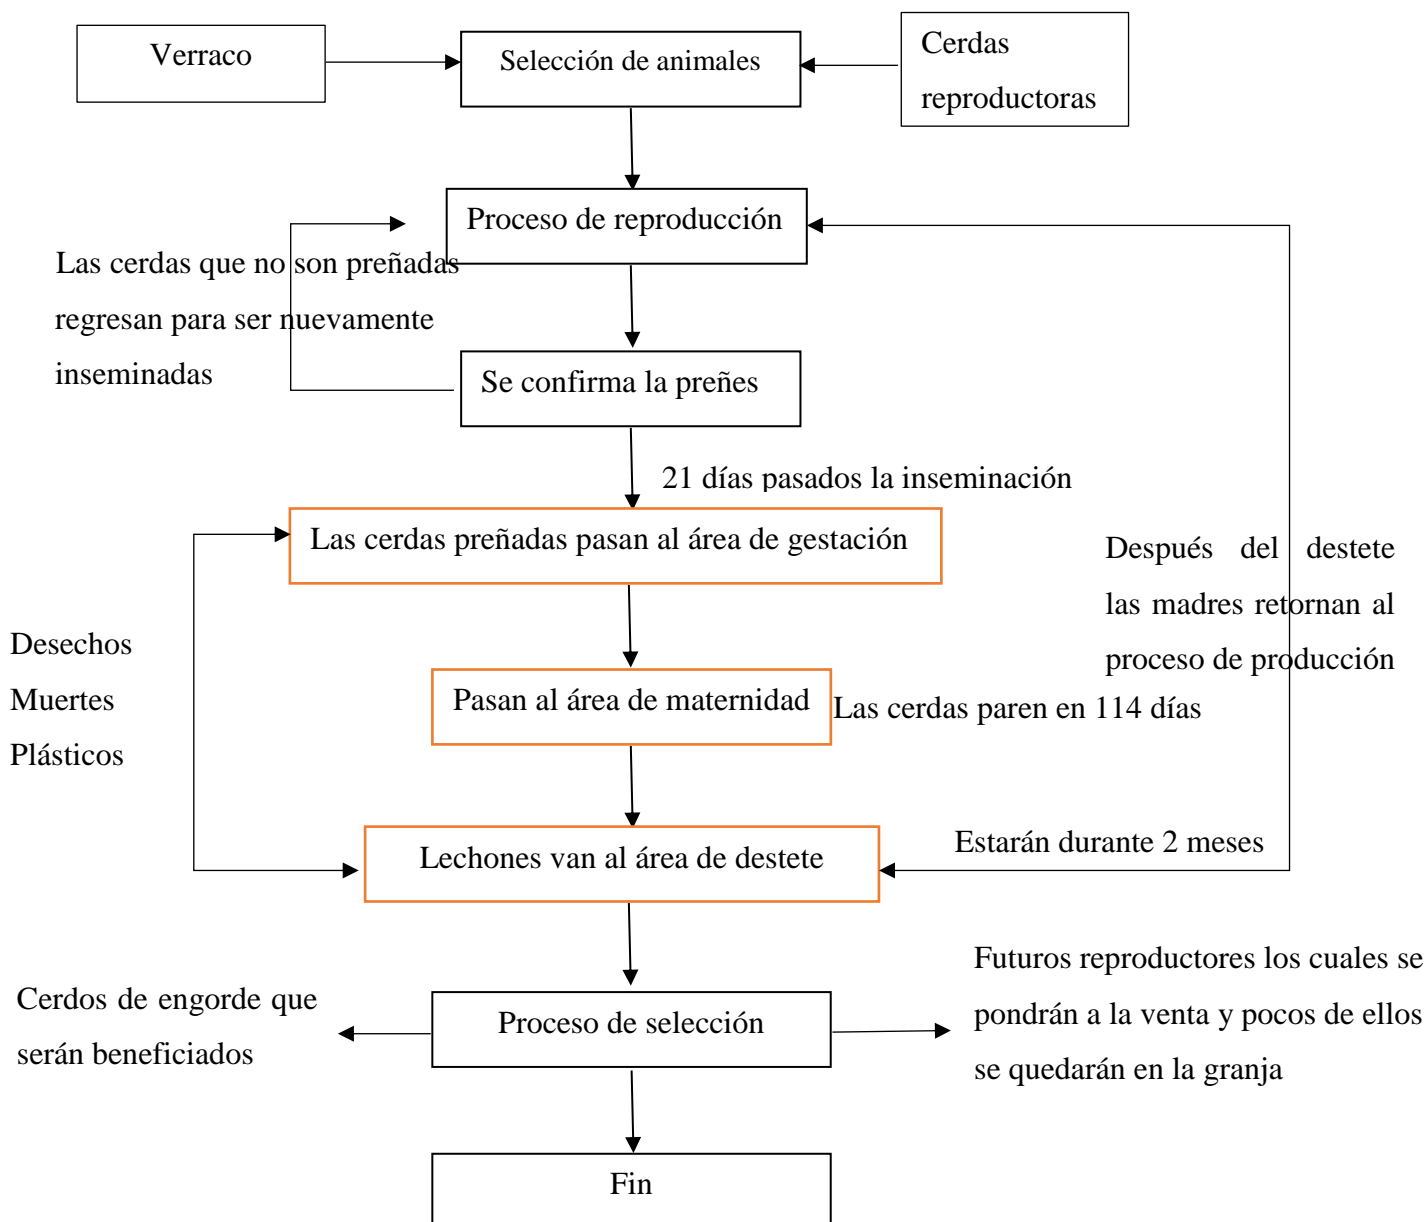 Verraco
Selección de animales
Cerdas
reproductoras
Proceso de reproducción
Las cerdas que no son preñadas
regresan para ser nuevamente
inseminadas
Se confirma la preñes
21 días pasados la inseminación
Las cerdas preñadas pasan al área de gestación
Después del destete
las madres retornan al
proceso de producción
Desechos
Muertes
Plásticos
Pasan al área de maternidad
Las cerdas paren en 114 días
Estarán durante 2 meses
Lechones van al área de destete
Cerdos de engorde que
serán beneficiados
Proceso de selección
Futuros reproductores los cuales se
pondrán a la venta y pocos de ellos
se quedarán en la granja
Fin